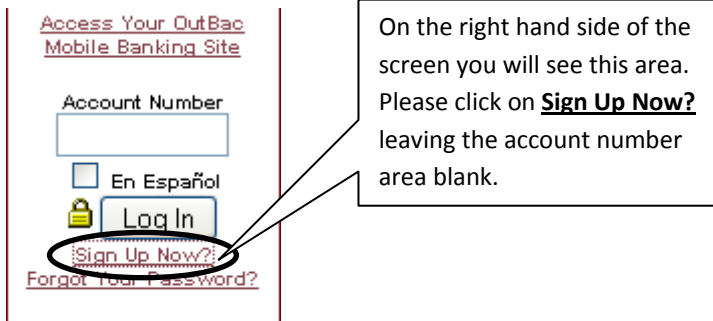 Access Your OutBac
Mobile Banking Site
Account Number
En Español
Log In
Sign Up Now?
Forgot Your Password?
On the right hand side of the
screen you will see this area.
Please click on Sign Up Now?
leaving the account number
area blank.